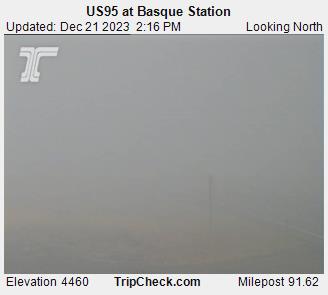 US95 at Basque Station
Updated: Dec 21 2023 2:16 PM Looking North
Elevation 4460 TripCheck.com Milepost 91.62